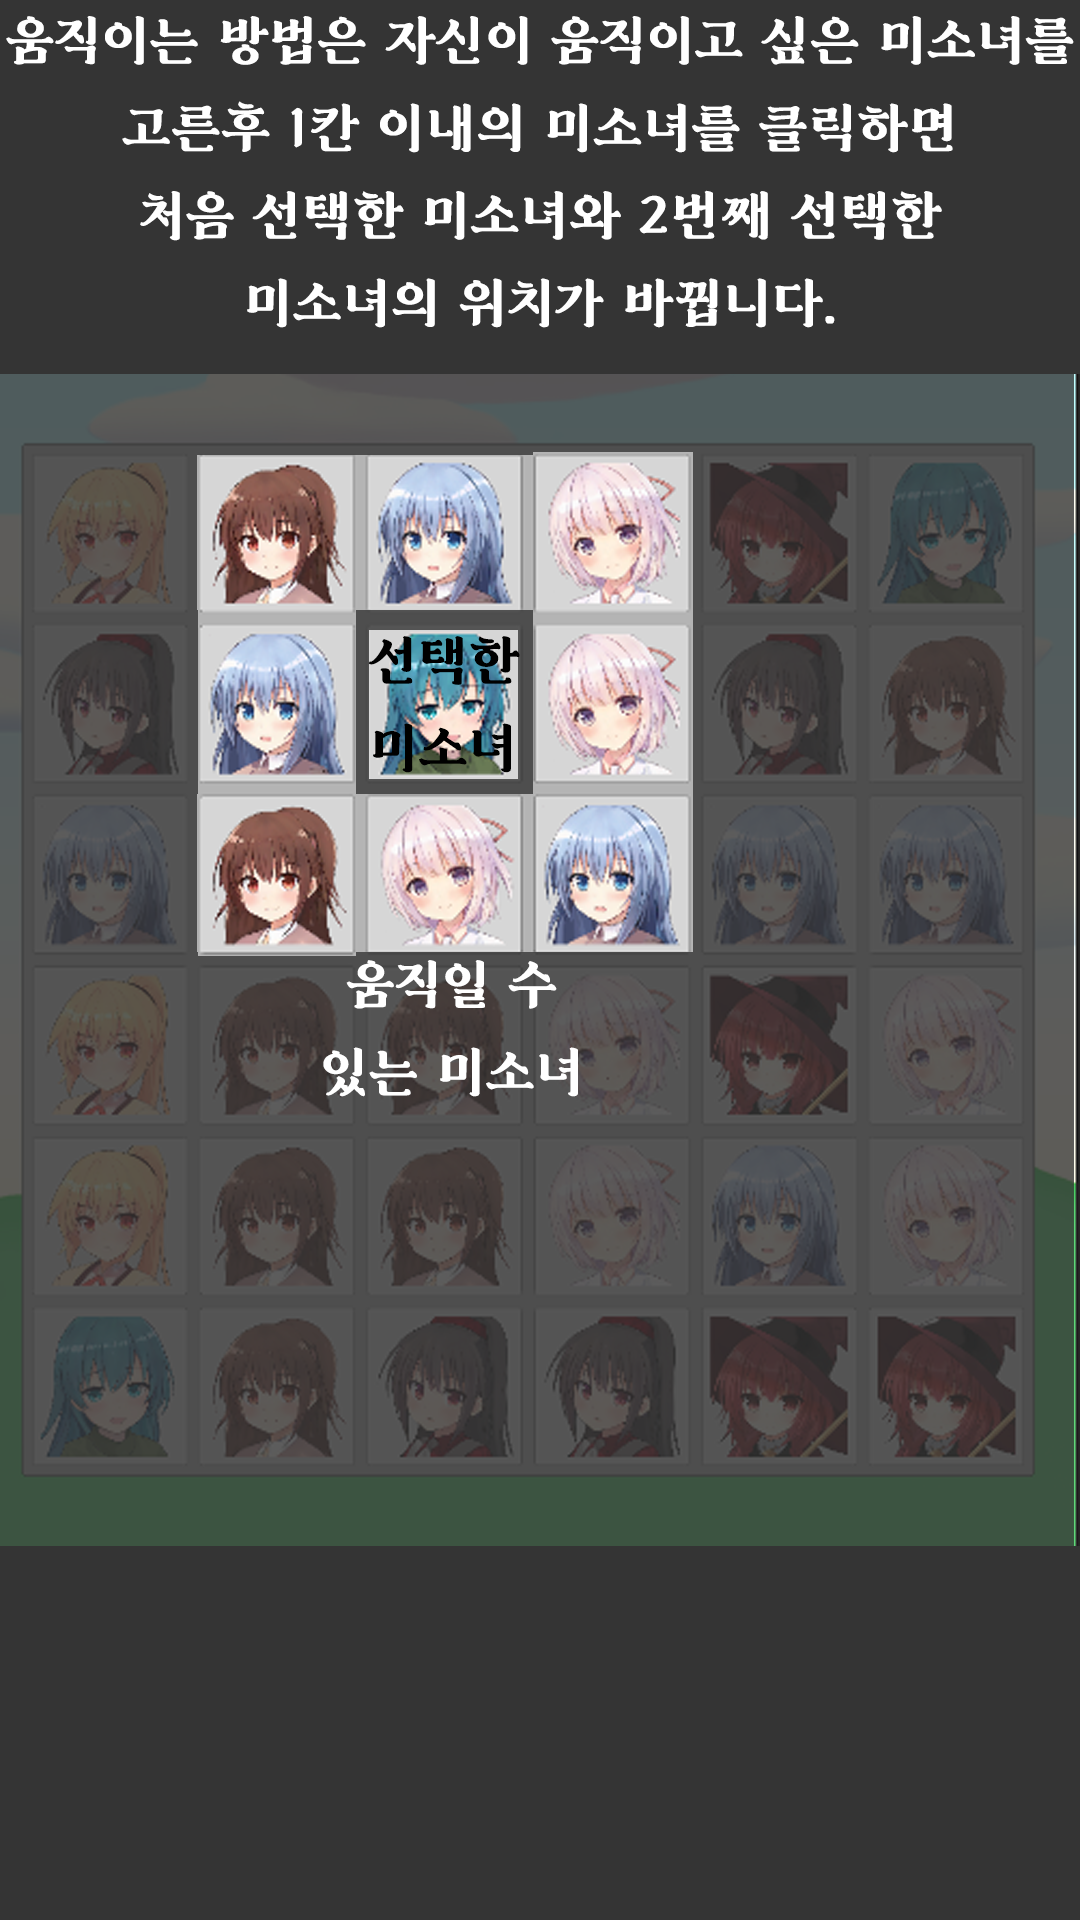 움직이는 방법은 자신이 움직이고 싶은 미소녀를
고른후 1칸 이내의 미소녀를 클릭하면
처음 선택한 미소녀와 2번째 선택한
미소녀의 위치가 바뀝니다.
선택한
미소녀
움직일 수
있는 미소녀